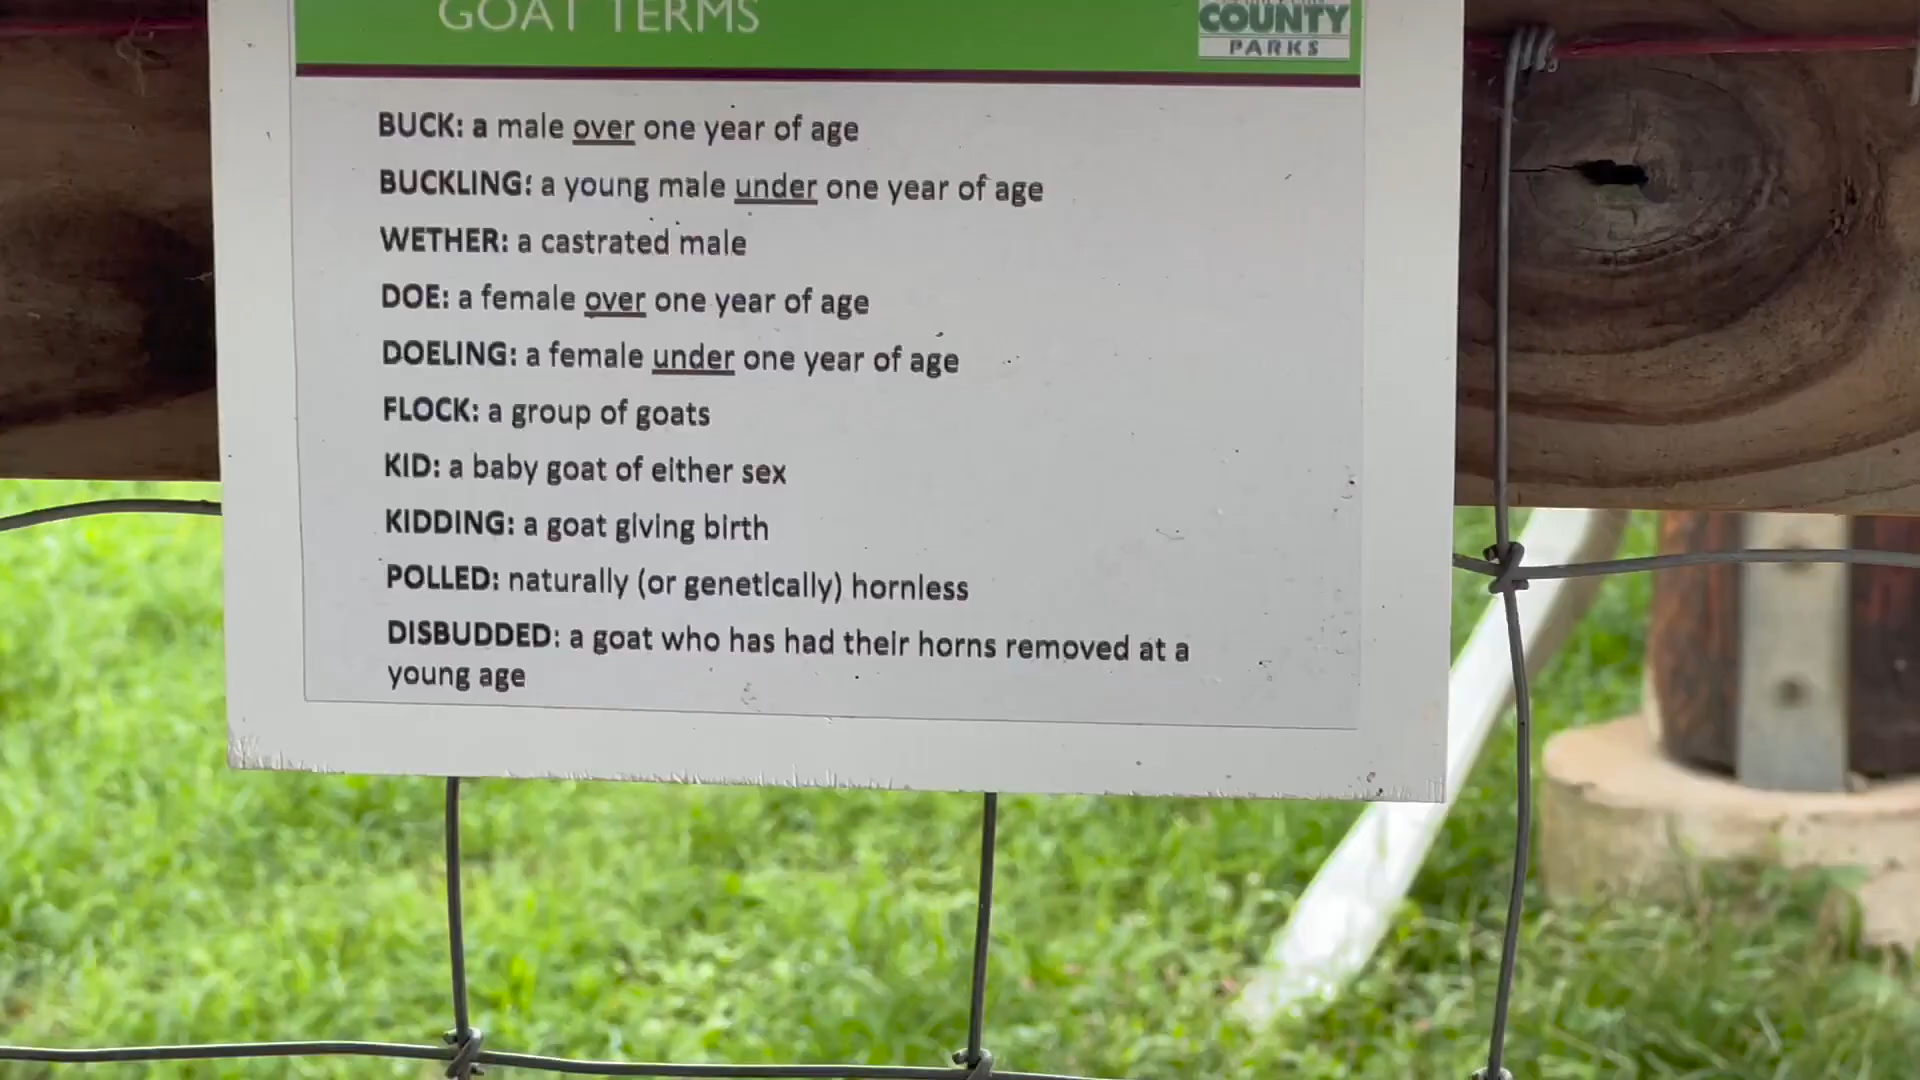 GOAT TERMS
COUNTY
PARKS
BUCK: a male over one year of age
BUCKLING: a young male under one year of age
WETHER: a castrated male
DOE: a female over one year of age
DOELING: a female under one year of age
FLOCK: a group of goats
KID: a baby goat of either sex
KIDDING: a goat giving birth
POLLED: naturally (or genetically) hornless
DISBUDDED: a goat who has had their horns removed at a
young age